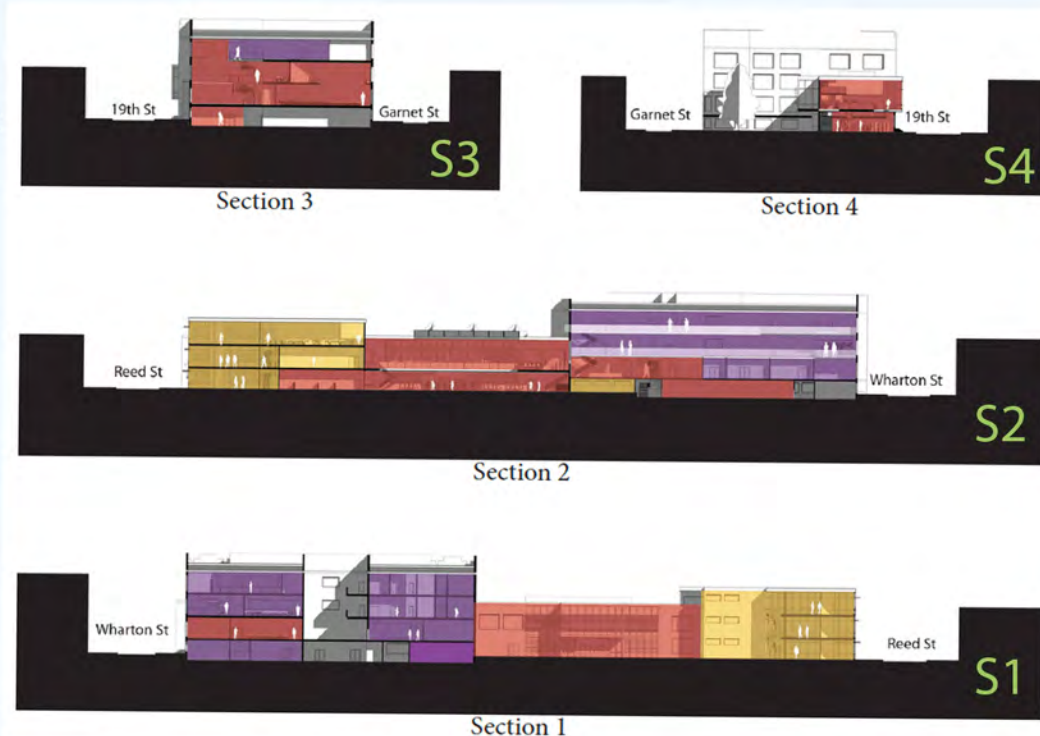 19th St
Garnet St
S3
Section 3
Garnet St
19th St
S4
Section 4
Reed St
Wharton St
S2
Section 2
Wharton St
Reed St
S1
Section 1